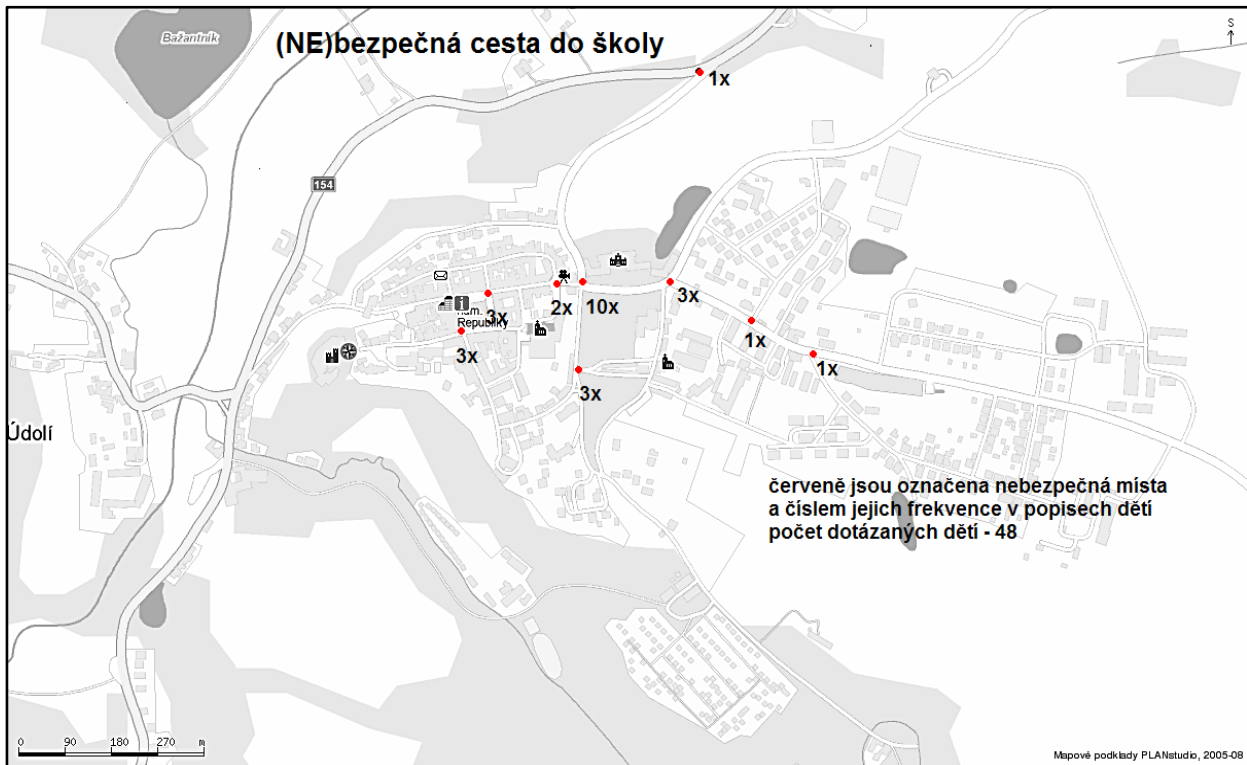 Bažantník
(NE)bezpečná cesta do školy
S
1x
154
3x
2x
10x
3x
nám.
Republiky
3x
1x
1x
3x
Údolí
červeně jsou označena nebezpečná místa
a číslem jejich frekvence v popisech dětí
počet dotázaných dětí - 48
0 90 180 270 m
Mapové podklady PLANstudio, 2005-08